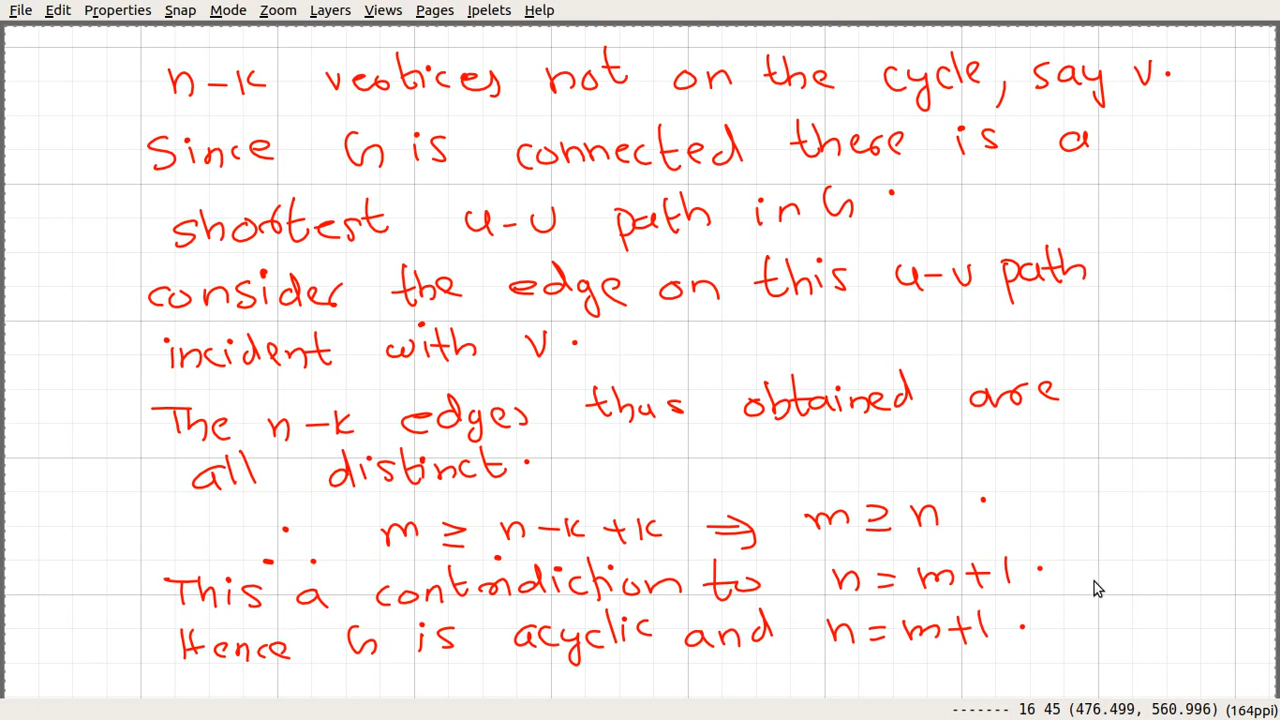 File Edit Properties Snap Mode Zoom Layers Views Pages Ipelets Help
n-k vertices not on the cycle, say v.
Since G is connected there is a
shortest u-v path in G.
consider the edge on this u-v path
incident with v.
The n-k edges thus obtained are
all distinct.
m ≥ n-k+k ⇒ m ≥ n.
This a contradiction to n = m+1.
Hence G is acyclic and n = m+1.
------- 16 45 (476.499, 560.996) (164ppi)